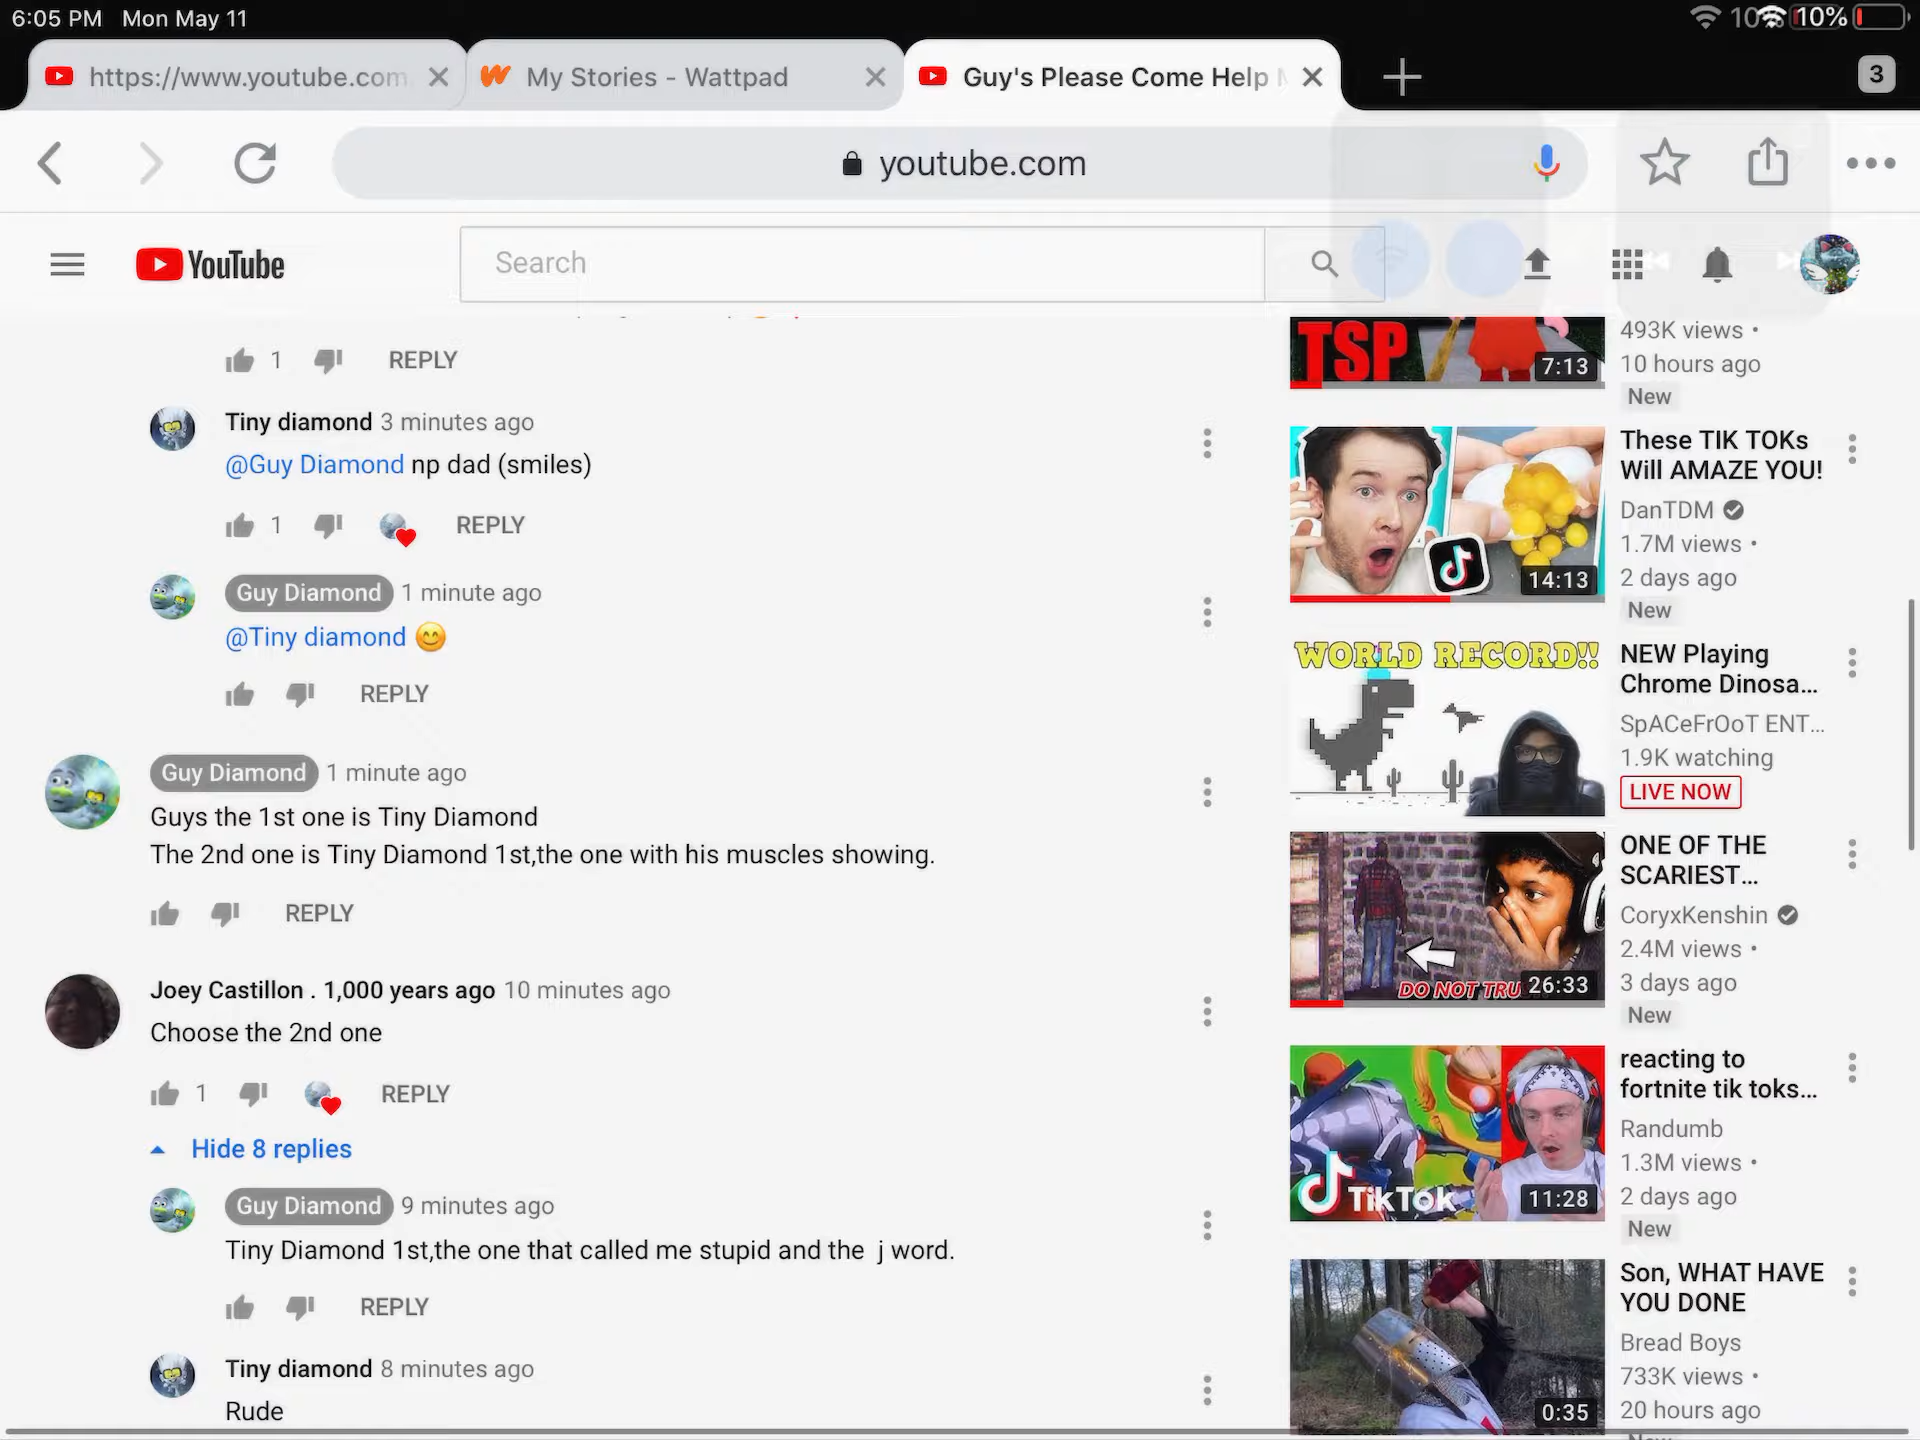 6:05 PM Mon May 11
10%
https://www.youtube.com
My Stories - Wattpad
Guy's Please Come Help
3
youtube.com
YouTube
Search
1 REPLY
Tiny diamond 3 minutes ago
@Guy Diamond np dad (smiles)
1 REPLY
Guy Diamond 1 minute ago
@Tiny diamond 😊
REPLY
Guy Diamond 1 minute ago
Guys the 1st one is Tiny Diamond
The 2nd one is Tiny Diamond 1st,the one with his muscles showing.
REPLY
Joey Castillon . 1,000 years ago 10 minutes ago
Choose the 2nd one
1 REPLY
Hide 8 replies
Guy Diamond 9 minutes ago
Tiny Diamond 1st,the one that called me stupid and the j word.
REPLY
Tiny diamond 8 minutes ago
Rude
TSP
7:13
493K views •
10 hours ago
New
14:13
These TIK TOKs
Will AMAZE YOU!
DanTDM
1.7M views •
2 days ago
New
WORLD RECORD!!
NEW Playing
Chrome Dinosa...
SpACeFrOoT ENT...
1.9K watching
LIVE NOW
DO NOT TRU
26:33
ONE OF THE
SCARIEST...
CoryxKenshin
2.4M views •
3 days ago
New
TikTok
11:28
reacting to
fortnite tik toks...
Randumb
1.3M views •
2 days ago
New
0:35
Son, WHAT HAVE
YOU DONE
Bread Boys
733K views •
20 hours ago